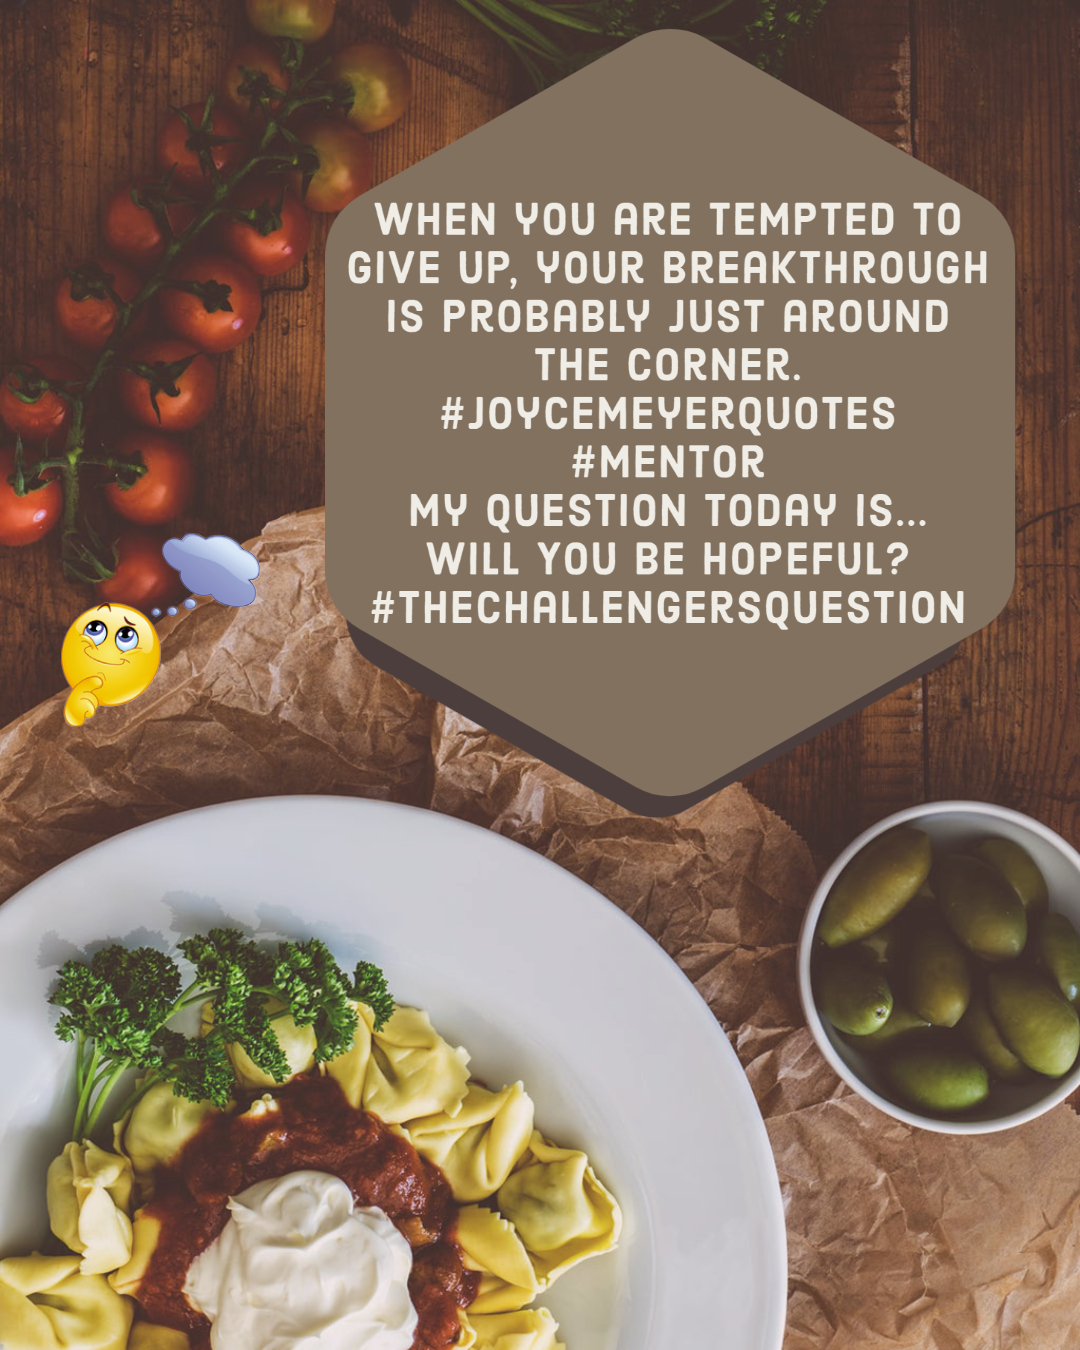 WHEN YOU ARE TEMPTED TO
GIVE UP, YOUR BREAKTHROUGH
IS PROBABLY JUST AROUND
THE CORNER.
#JOYCEMEYERQUOTES
#MENTOR
MY QUESTION TODAY IS...
WILL YOU BE HOPEFUL?
#THECHALLENGERSQUESTION